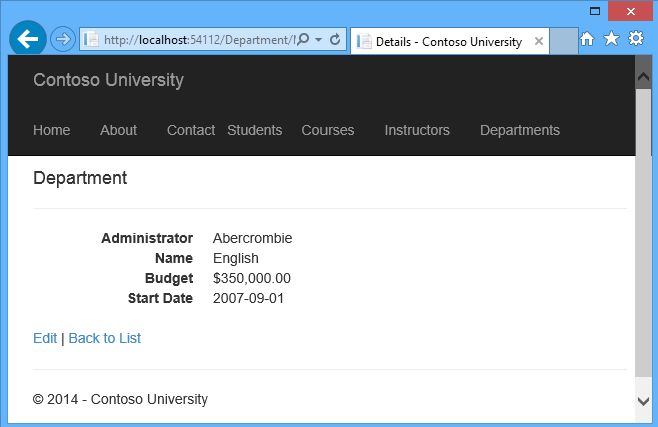 http://localhost:54112/Department/
Details - Contoso University
Contoso University
Home About Contact Students Courses Instructors Departments
Department
Administrator Abercrombie
Name English
Budget $350,000.00
Start Date 2007-09-01
Edit | Back to List
© 2014 - Contoso University